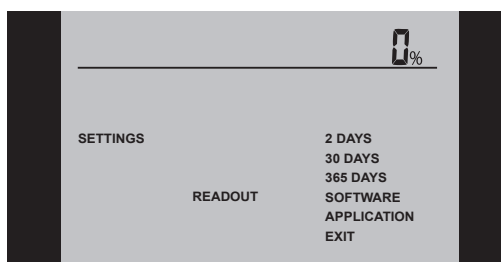 0%
SETTINGS 2 DAYS
30 DAYS
365 DAYS
READOUT SOFTWARE
APPLICATION
EXIT